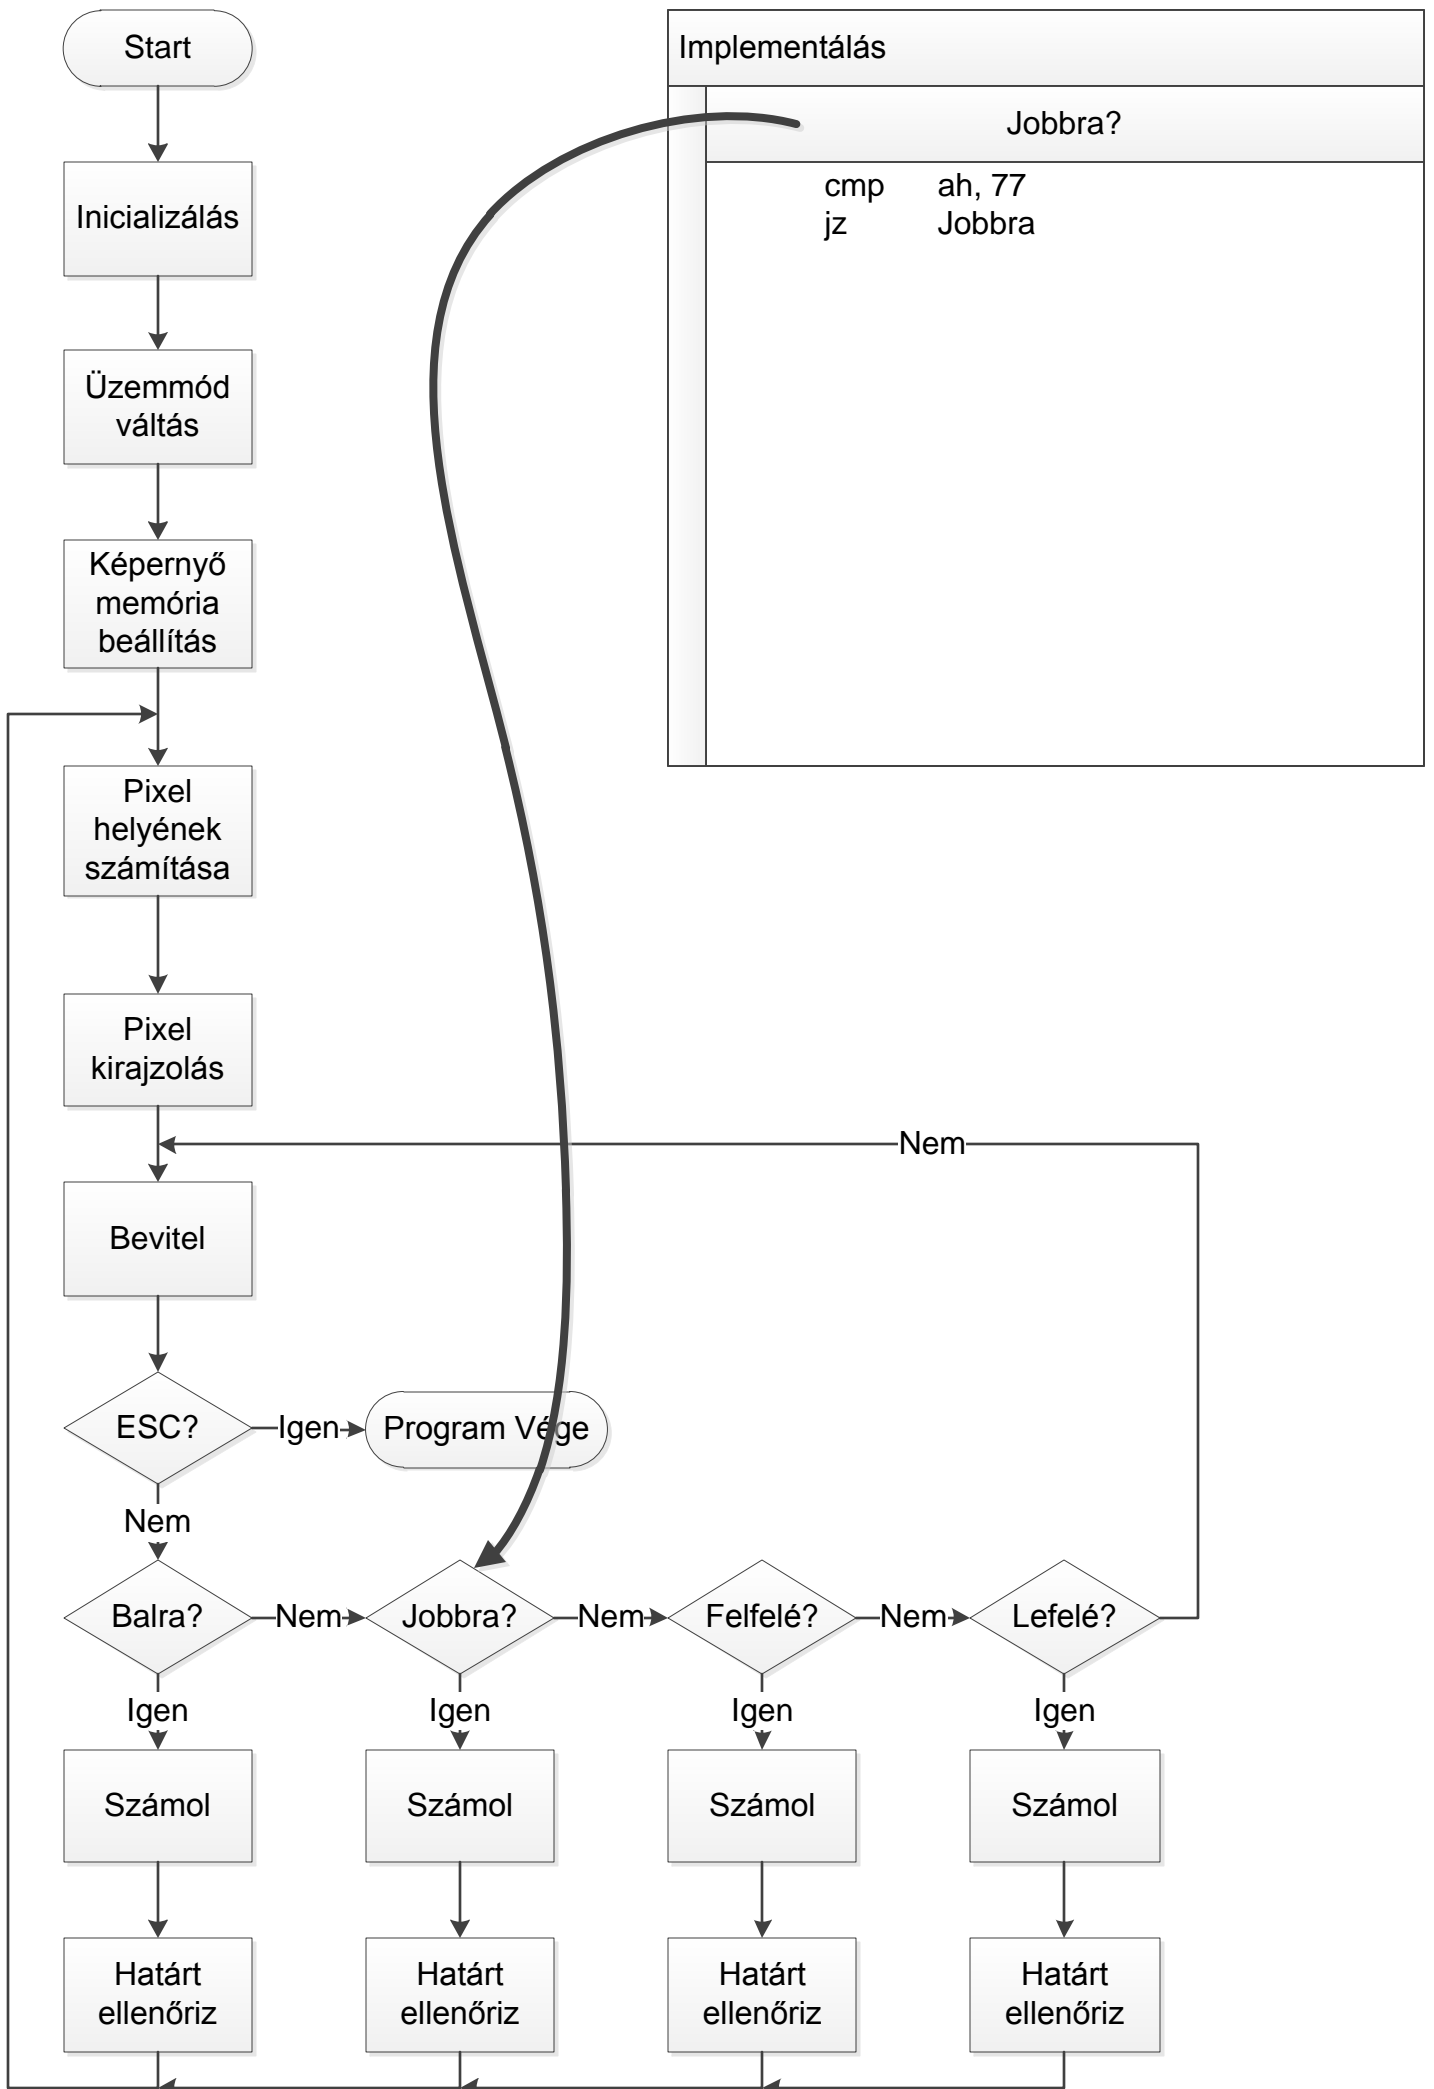 Start
Implementálás
Jobbra?
cmp ah, 77
jz Jobbra
Inicializálás
Üzemmód
váltás
Képernyő
memória
beállítás
Pixel
helyének
számítása
Pixel
kirajzolás
Nem
Bevitel
ESC?
Igen
Program Vége
Nem
Balra?
Nem
Jobbra?
Nem
Felfelé?
Nem
Lefelé?
Igen
Igen
Igen
Igen
Számol
Számol
Számol
Számol
Határt
ellenőriz
Határt
ellenőriz
Határt
ellenőriz
Határt
ellenőriz